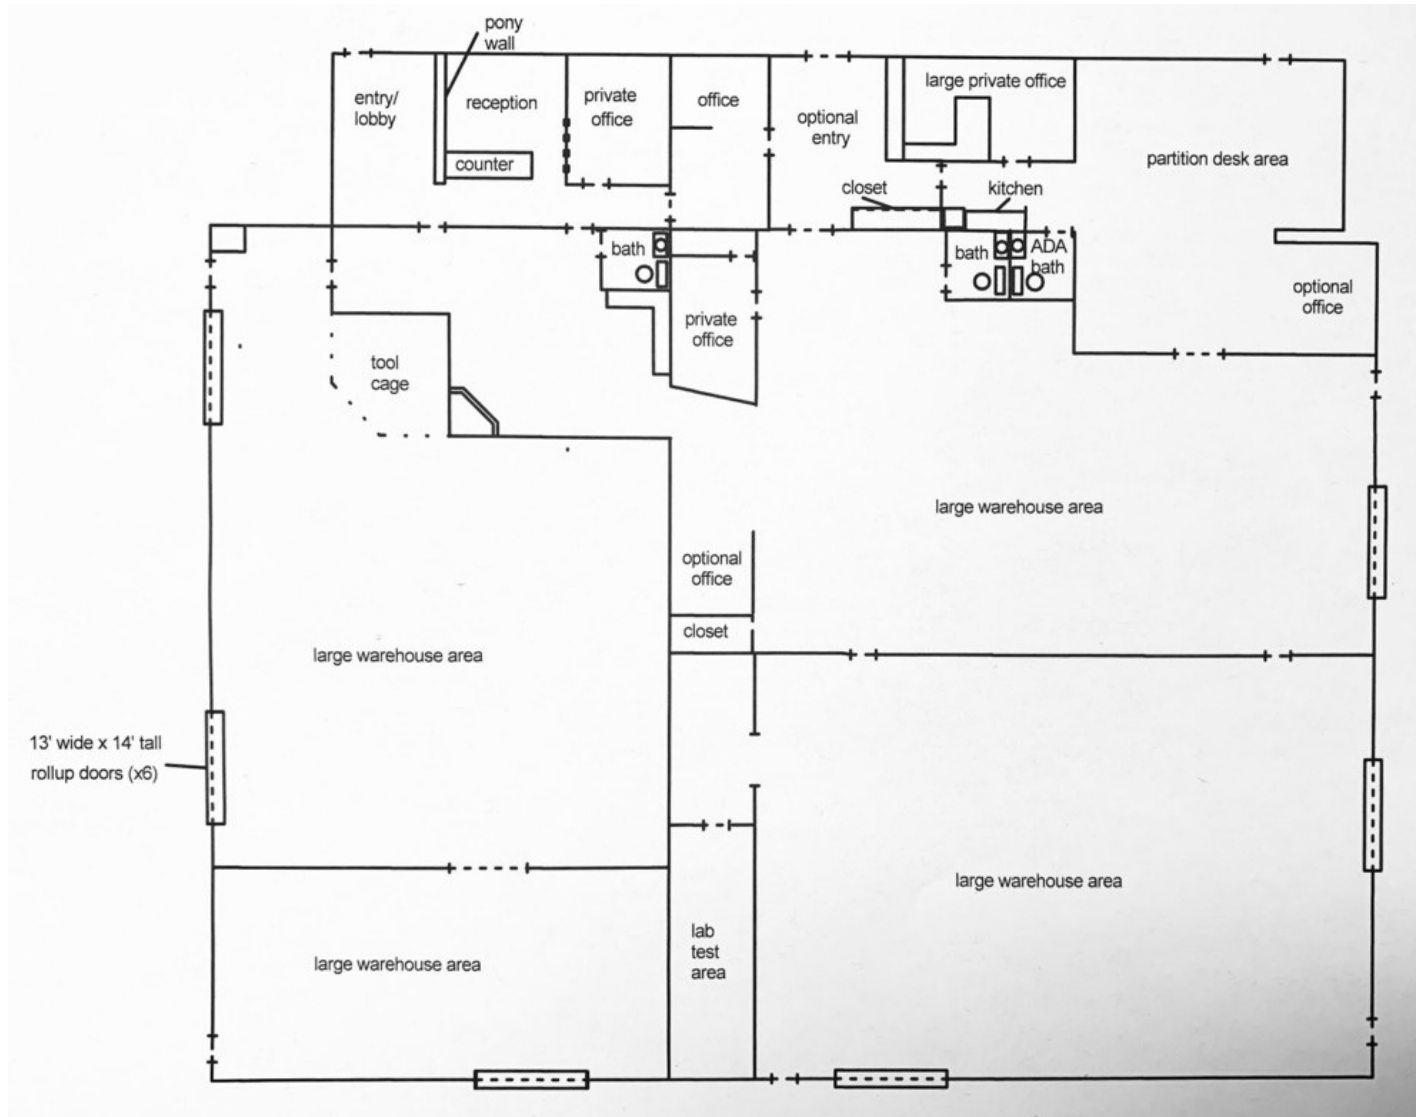 pony
wall
entry/
lobby
reception
counter
private
office
office
optional
entry
large private office
partition desk area
closet
kitchen
bath
bath
ADA
bath
optional
office
private
office
tool
cage
large warehouse area
optional
office
closet
large warehouse area
13' wide x 14' tall
rollup doors (x6)
large warehouse area
lab
test
area
large warehouse area